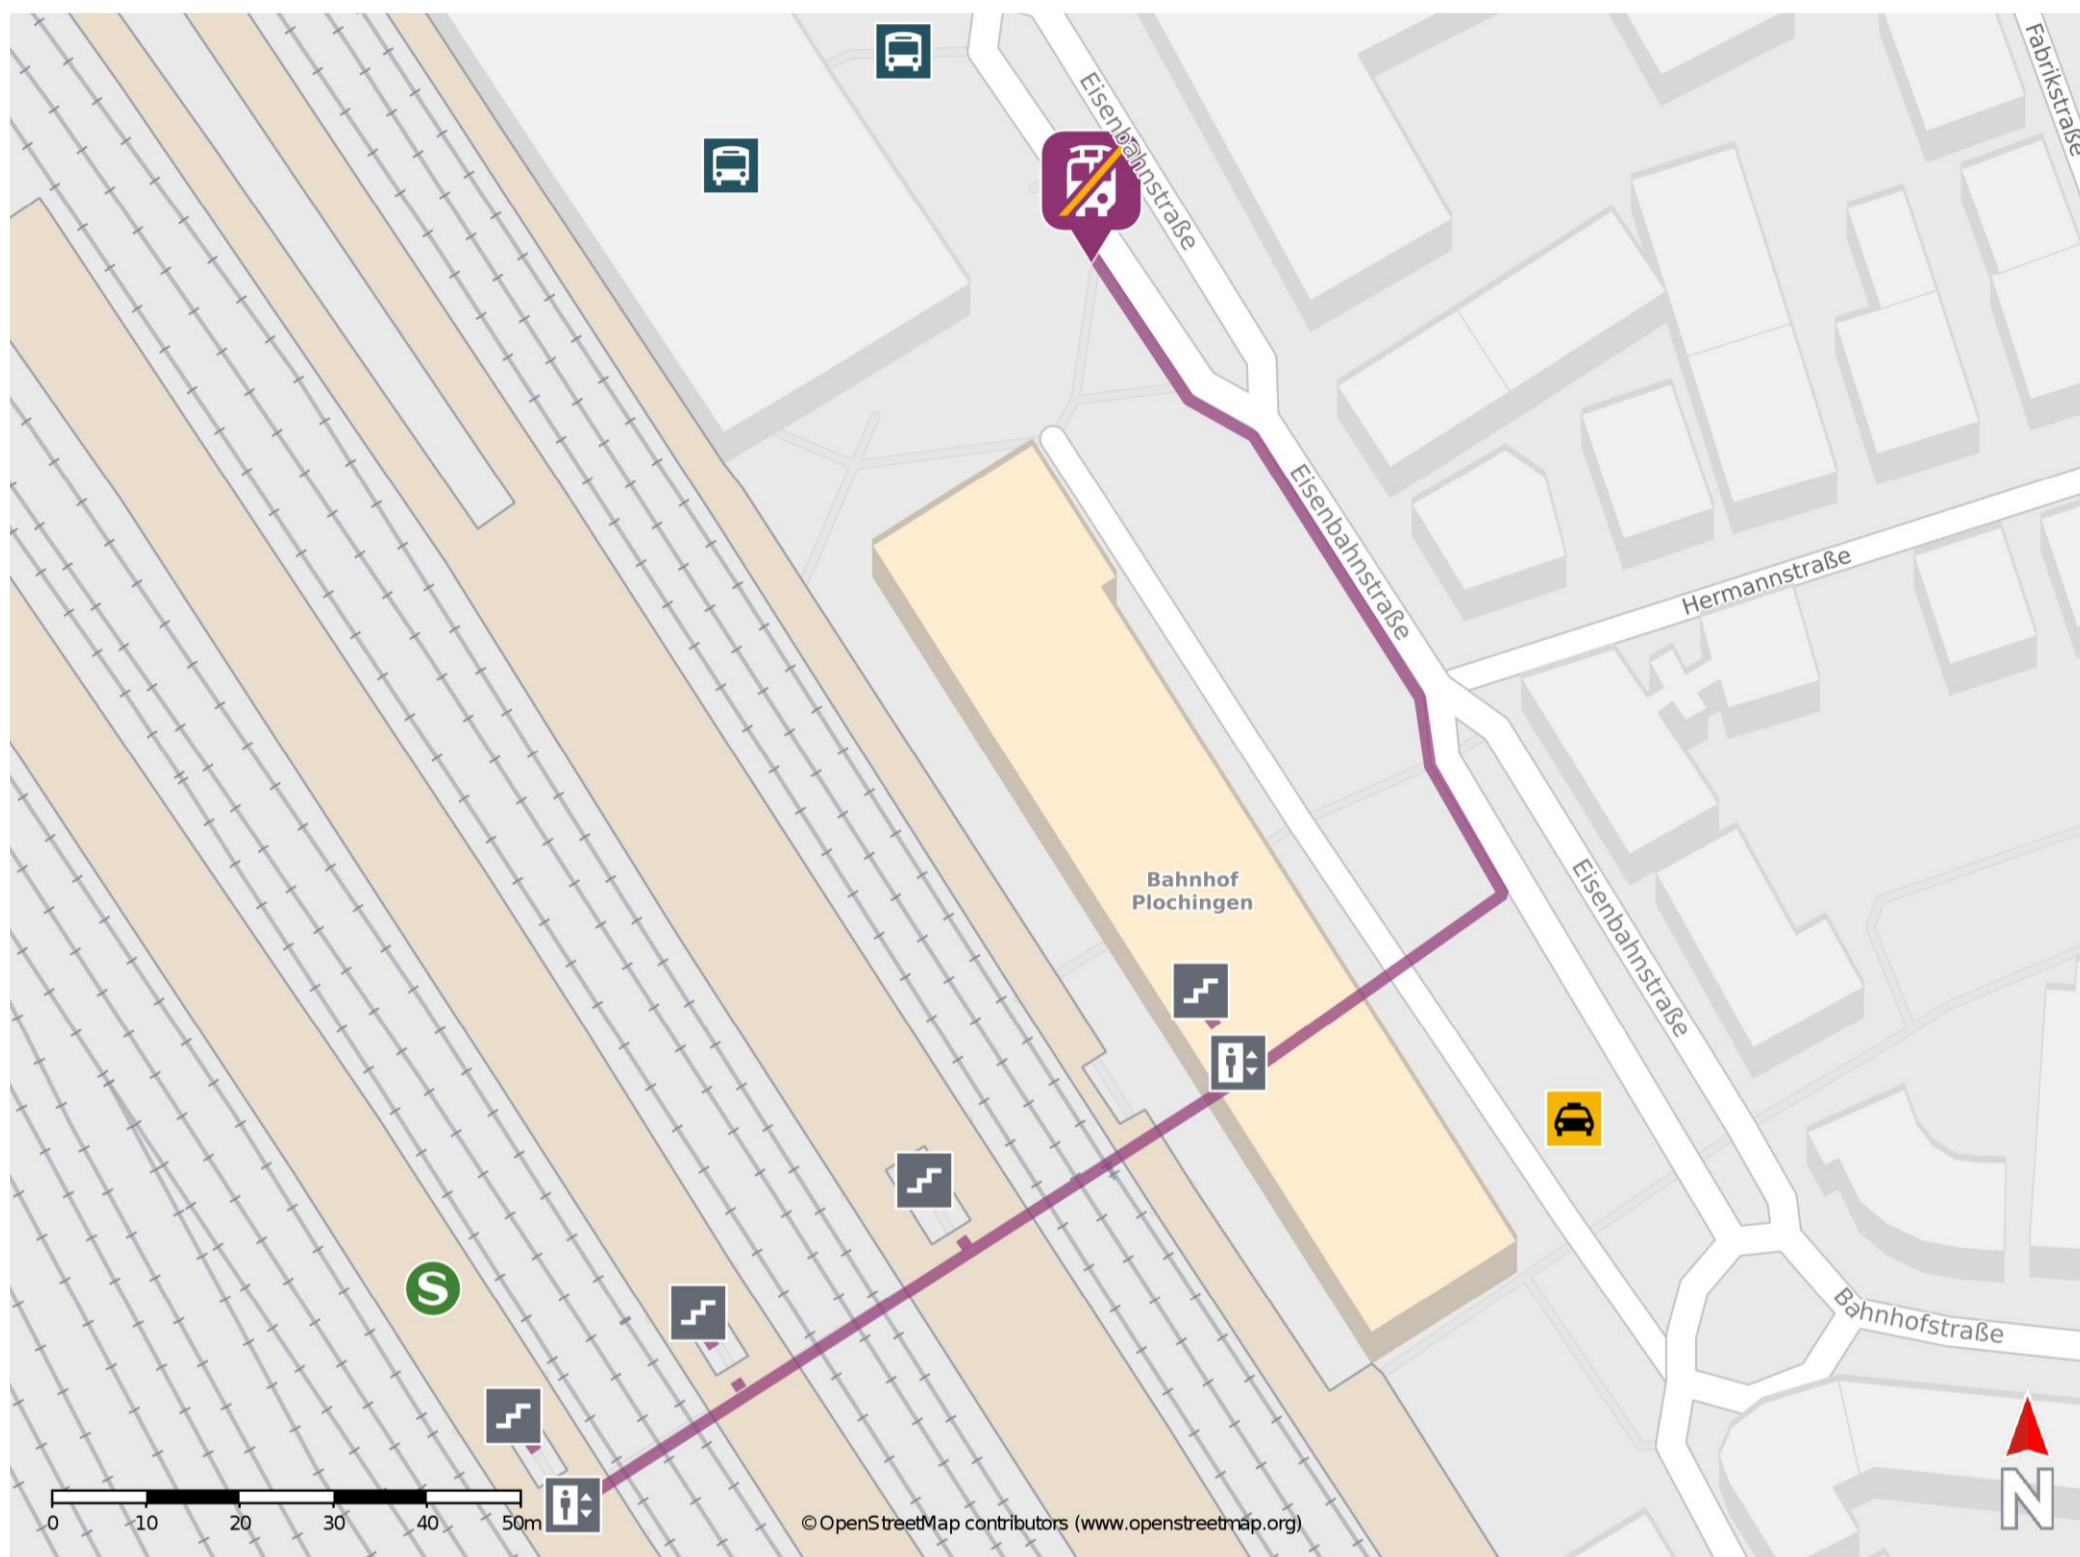 Fabrikstraße
Eisenbahnstraße
Eisenbahnstraße
Hermannstraße
Bahnhof
Plochingen
Eisenbahnstraße
S
Bahnhofstraße
0 10 20 30 40 50m
© OpenStreetMap contributors (www.openstreetmap.org)
N